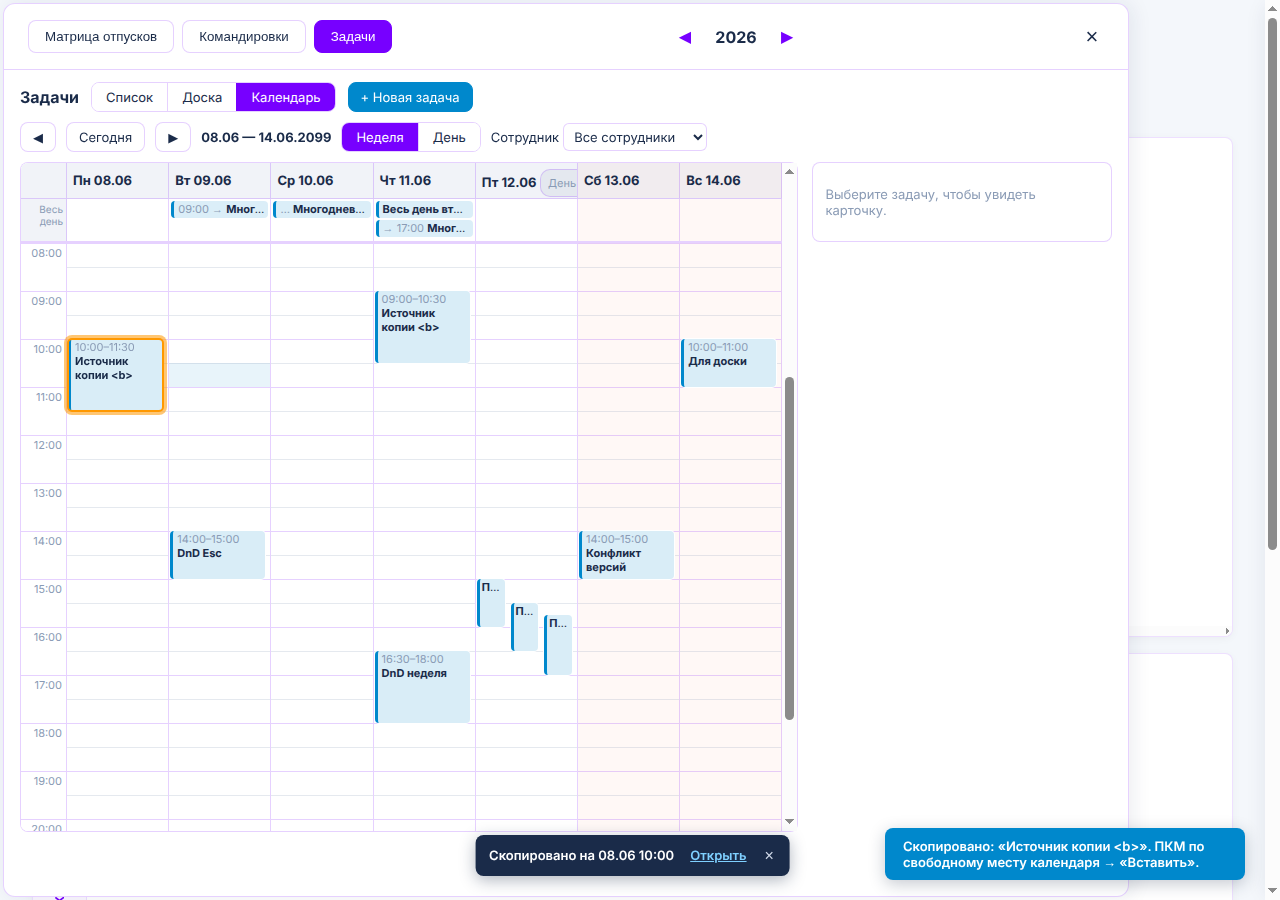 Матрица отпусков
Командировки
Задачи
◀ 2026 ▶
×
Задачи
Список
Доска
Календарь
+ Новая задача
◀
Сегодня
▶
08.06 — 14.06.2099
Неделя
День
Сотрудник
Все сотрудники
Пн 08.06
Вт 09.06
Ср 10.06
Чт 11.06
Пт 12.06
День
Сб 13.06
Вс 14.06
Весь
день
09:00 → Мног...
... Многоднев...
Весь день вт...
→ 17:00 Мног...
08:00
09:00
10:00
11:00
12:00
13:00
14:00
15:00
16:00
17:00
18:00
19:00
20:00
10:00–11:30
Источник
копии <b>
14:00–15:00
DnD Esc
09:00–10:30
Источник
копии <b>
16:30–18:00
DnD неделя
П...
П...
П...
14:00–15:00
Конфликт
версий
10:00–11:00
Для доски
Выберите задачу, чтобы увидеть
карточку.
Скопировано на 08.06 10:00
Открыть
×
Скопировано: «Источник копии <b>». ПКМ по
свободному месту календаря → «Вставить».